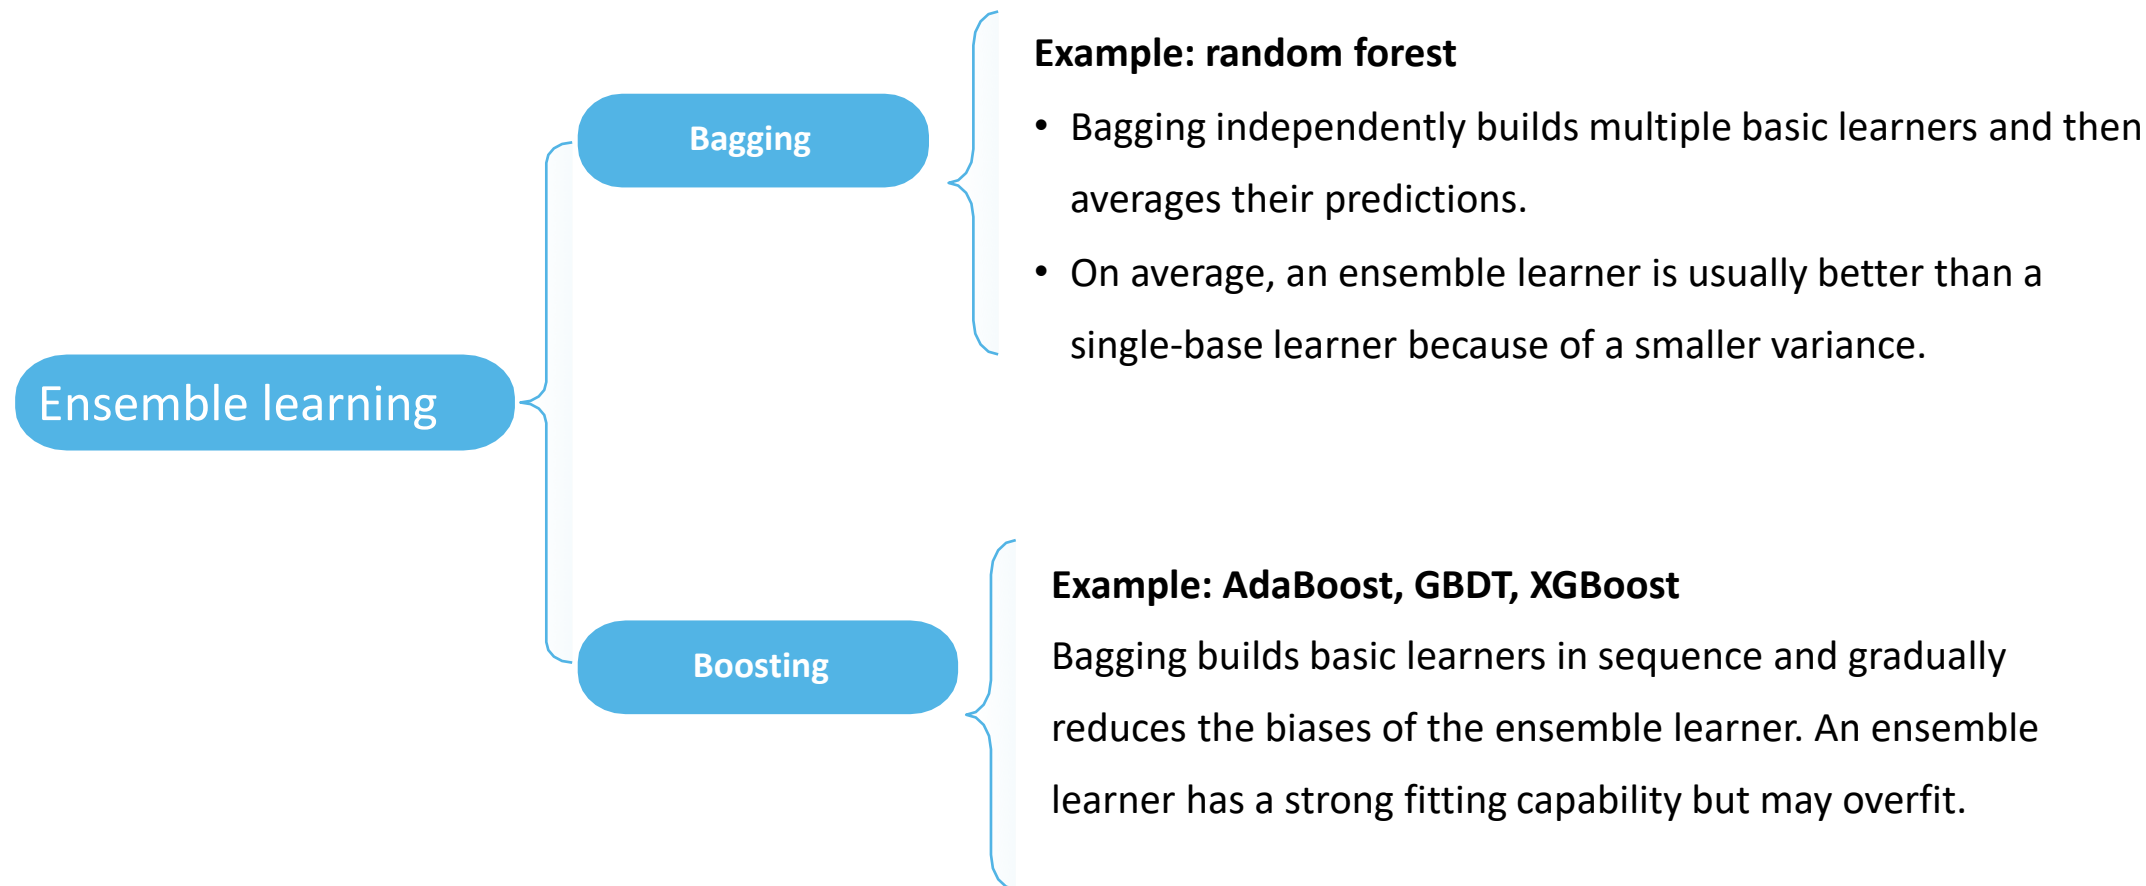 Example: random forest
Bagging
• Bagging independently builds multiple basic learners and then
averages their predictions.
• On average, an ensemble learner is usually better than a
single-base learner because of a smaller variance.
Ensemble learning
Example: AdaBoost, GBDT, XGBoost
Boosting
Bagging builds basic learners in sequence and gradually
reduces the biases of the ensemble learner. An ensemble
learner has a strong fitting capability but may overfit.